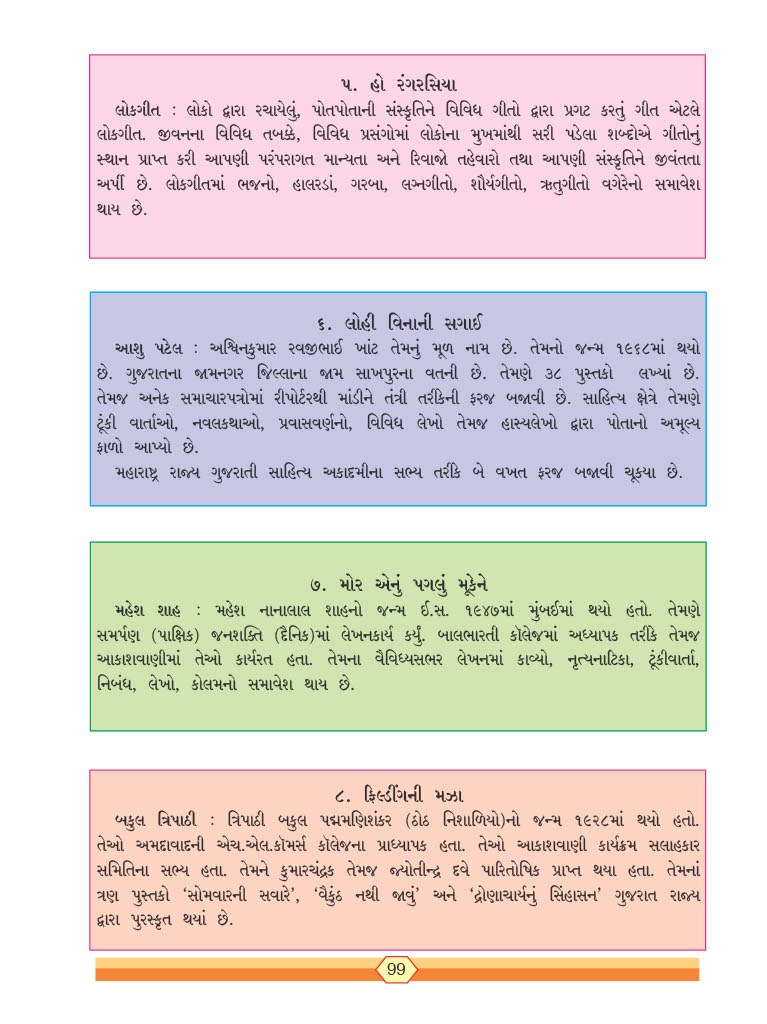 ૫. હો રંગરસિયા
લોકગીત : લોકો દ્વારા રચાયેલું, પોતપોતાની સંસ્કૃતિને વિવિધ ગીતો દ્વારા પ્રગટ કરતું ગીત એટલે
લોકગીત. જીવનના વિવિધ તબક્કે, વિવિધ પ્રસંગોમાં લોકોના મુખમાંથી સરી પડેલા શબ્દોએ ગીતોનું
સ્થાન પ્રાપ્ત કરી આપણી પરંપરાગત માન્યતા અને રિવાજો તહેવારો તથા આપણી સંસ્કૃતિને જીવંતતા
અર્પી છે. લોકગીતમાં ભજનો, હાલરડાં, ગરબા, લગ્નગીતો, શૌર્યગીતો, ઋતુગીતો વગેરેનો સમાવેશ
થાય છે.
૬. લોહી વિનાની સગાઈ
આશુ પટેલ : અશ્વિનકુમાર રવજીભાઈ ખાંટ તેમનું મૂળ નામ છે. તેમનો જન્મ ૧૯૬૮માં થયો
છે. ગુજરાતના જામનગર જિલ્લાના જામ સાખપુરના વતની છે. તેમણે ૩૮ પુસ્તકો લખ્યાં છે.
તેમજ અનેક સમાચારપત્રોમાં રીપોર્ટરથી માંડીને તંત્રી તરીકેની ફરજ બજાવી છે. સાહિત્ય ક્ષેત્રે તેમણે
ટૂંકી વાર્તાઓ, નવલકથાઓ, પ્રવાસવર્ણનો, વિવિધ લેખો તેમજ હાસ્યલેખો દ્વારા પોતાનો અમૂલ્ય
ફાળો આપ્યો છે.
મહારાષ્ટ્ર રાજ્ય ગુજરાતી સાહિત્ય અકાદમીના સભ્ય તરીકે બે વખત ફરજ બજાવી ચૂકયા છે.
૭. મોર એનું પગલું મૂકેને
મહેશ શાહ : મહેશ નાનાલાલ શાહનો જન્મ ઈ.સ. ૧૯૪૭માં મુંબઈમાં થયો હતો. તેમણે
સમર્પણ (પાક્ષિક) જનશક્તિ (દૈનિક)માં લેખનકાર્ય કર્યું. બાલભારતી કૉલેજમાં અધ્યાપક તરીકે તેમજ
આકાશવાણીમાં તેઓ કાર્યરત હતા. તેમના વૈવિધ્યસભર લેખનમાં કાવ્યો, નૃત્યનાટિકા, ટૂંકીવાર્તા,
નિબંધ, લેખો, કોલમનો સમાવેશ થાય છે.
૮. ફિલ્ડીંગની મઝા
બકુલ ત્રિપાઠી : ત્રિપાઠી બકુલ પદ્મમણિશંકર (ઠોઠ નિશાળિયો)નો જન્મ ૧૯૨૮માં થયો હતો.
તેઓ અમદાવાદની એચ.એલ.કૉમર્સ કૉલેજના પ્રાધ્યાપક હતા. તેઓ આકાશવાણી કાર્યક્રમ સલાહકાર
સમિતિના સભ્ય હતા. તેમને કુમારચંદ્રક તેમજ જ્યોતીન્દ્ર દવે પારિતોષિક પ્રાપ્ત થયા હતા. તેમનાં
ત્રણ પુસ્તકો ‘સોમવારની સવારે’, ‘વૈકુંઠ નથી જાવું’ અને ‘દ્રોણાચાર્યનું સિંહાસન’ ગુજરાત રાજ્ય
દ્વારા પુરસ્કૃત થયાં છે.
99